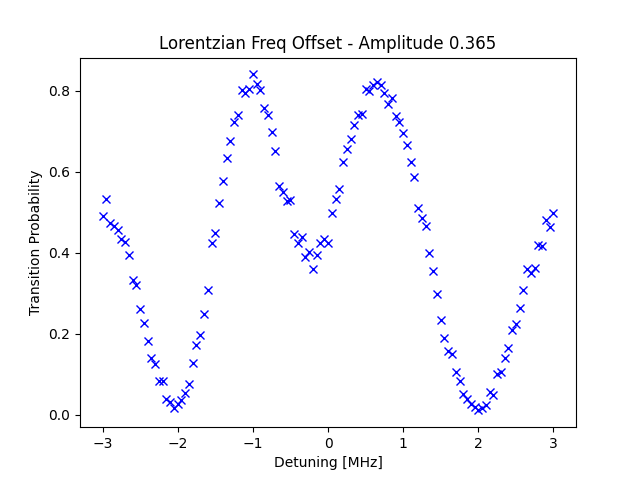 Lorentzian Freq Offset - Amplitude 0.365
0.8
0.6
0.4
0.2
0.0
Transition Probability
−3 −2 −1 0 1 2 3
Detuning [MHz]